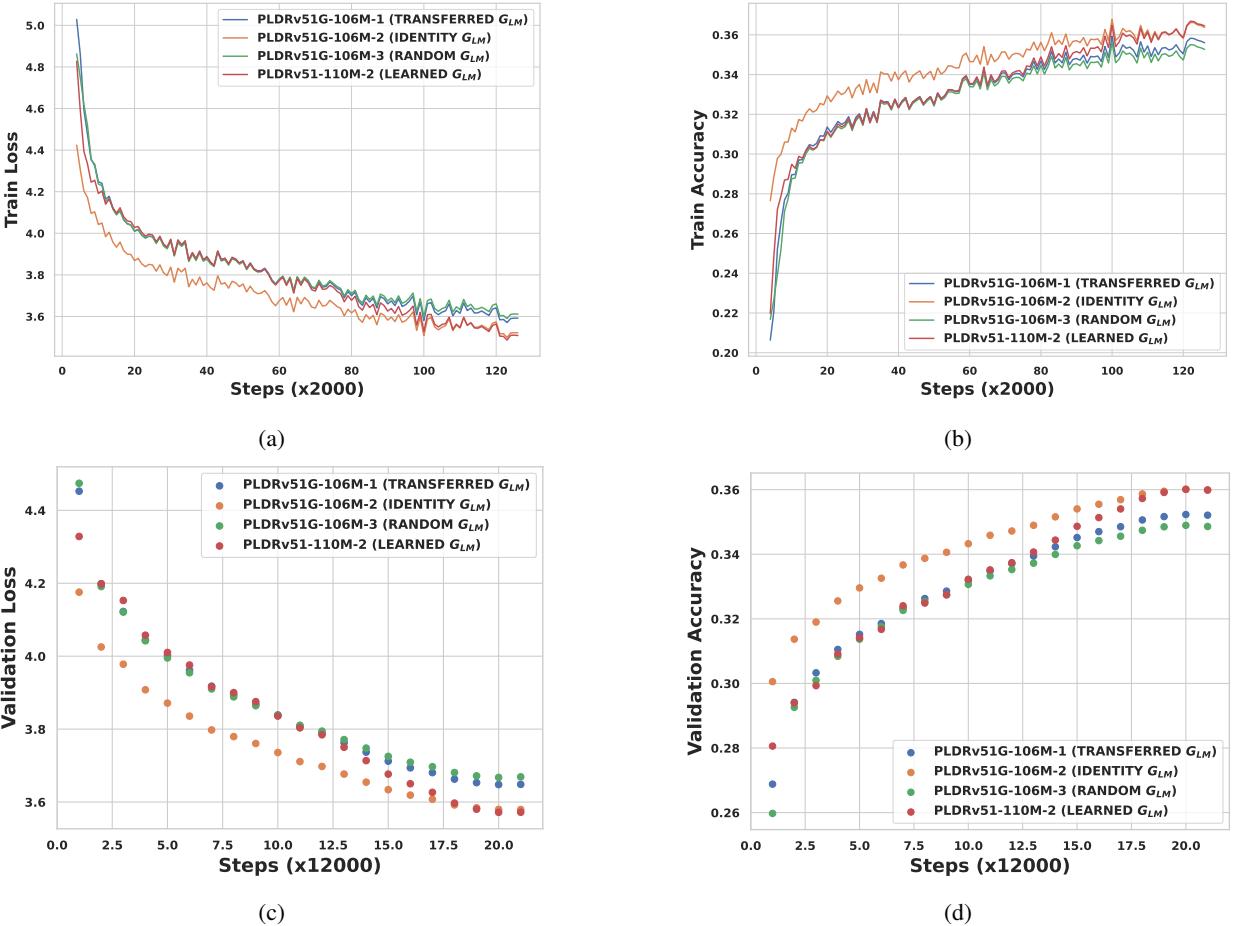 5.0
4.8
4.6
4.4
4.2
4.0
3.8
3.6
Train Loss
PLDRv51G-106M-1 (TRANSFERRED G_LM)
PLDRv51G-106M-2 (IDENTITY G_LM)
PLDRv51G-106M-3 (RANDOM G_LM)
PLDRv51-110M-2 (LEARNED G_LM)
0 20 40 60 80 100 120
Steps (x2000)
(a)
0.36
0.34
0.32
0.30
0.28
0.26
0.24
0.22
0.20
Train Accuracy
PLDRv51G-106M-1 (TRANSFERRED G_LM)
PLDRv51G-106M-2 (IDENTITY G_LM)
PLDRv51G-106M-3 (RANDOM G_LM)
PLDRv51-110M-2 (LEARNED G_LM)
0 20 40 60 80 100 120
Steps (x2000)
(b)
4.4
4.2
4.0
3.8
3.6
Validation Loss
PLDRv51G-106M-1 (TRANSFERRED G_LM)
PLDRv51G-106M-2 (IDENTITY G_LM)
PLDRv51G-106M-3 (RANDOM G_LM)
PLDRv51-110M-2 (LEARNED G_LM)
0.0 2.5 5.0 7.5 10.0 12.5 15.0 17.5 20.0
Steps (x12000)
(c)
0.36
0.34
0.32
0.30
0.28
0.26
Validation Accuracy
PLDRv51G-106M-1 (TRANSFERRED G_LM)
PLDRv51G-106M-2 (IDENTITY G_LM)
PLDRv51G-106M-3 (RANDOM G_LM)
PLDRv51-110M-2 (LEARNED G_LM)
0.0 2.5 5.0 7.5 10.0 12.5 15.0 17.5 20.0
Steps (x12000)
(d)